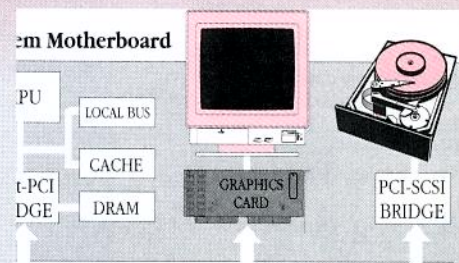 em Motherboard
PU
LOCAL BUS
CACHE
t-PCI
DGE
DRAM
GRAPHICS
CARD
PCI-SCSI
BRIDGE